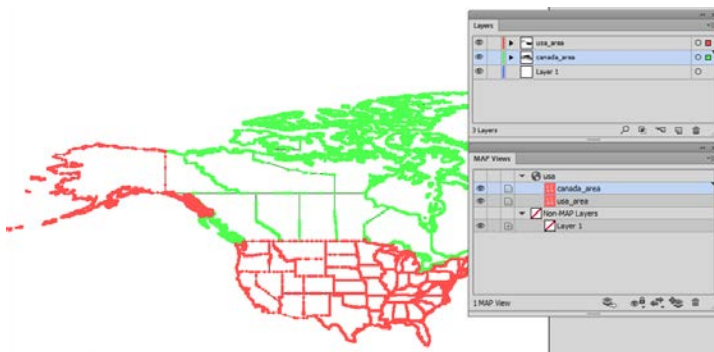 Layers
usa_area
canada_area
Layer 1
3 Layers
MAP Views
usa
canada_area
usa_area
Non-MAP Layers
Layer 1
1 MAP View